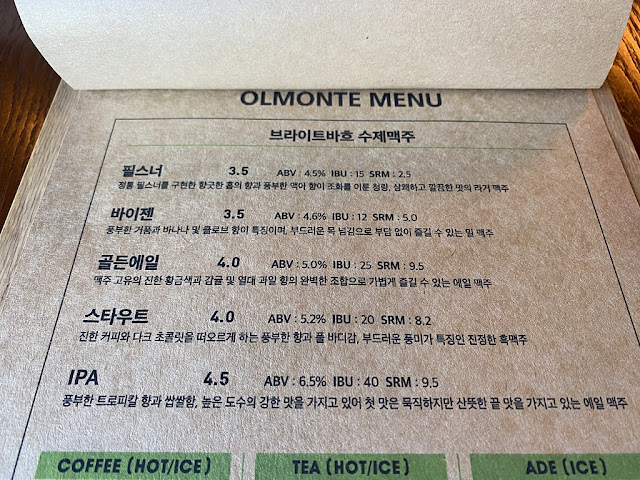 OLMONTE MENU
브라이트바흐 수제맥주
필스너 3.5 ABV : 4.5% IBU : 15 SRM : 2.5
정통 필스너를 구현한 향긋한 홉의 향과 풍부한 맥아 향이 조화를 이룬 청량, 상쾌하고 깔끔한 맛의 라거 맥주
바이젠 3.5 ABV : 4.6% IBU : 12 SRM : 5.0
풍부한 거품과 바나나 및 클로브 향이 특징이며, 부드러운 목 넘김으로 부담 없이 즐길 수 있는 밀 맥주
골든에일 4.0 ABV : 5.0% IBU : 25 SRM : 9.5
맥주 고유의 진한 황금색과 감귤 및 열대 과일 향의 완벽한 조합으로 가볍게 즐길 수 있는 에일 맥주
스타우트 4.0 ABV : 5.2% IBU : 20 SRM : 8.2
진한 커피와 다크 초콜릿을 떠오르게 하는 풍부한 향과 풀 바디감, 부드러운 풍미가 특징인 진정한 흑맥주
IPA 4.5 ABV : 6.5% IBU : 40 SRM : 9.5
풍부한 트로피칼 향과 쌉쌀함, 높은 도수의 강한 맛을 가지고 있어 첫 맛은 묵직하지만 산뜻한 끝 맛을 가지고 있는 에일 맥주
COFFEE (HOT/ICE) TEA (HOT/ICE) ADE (ICE)